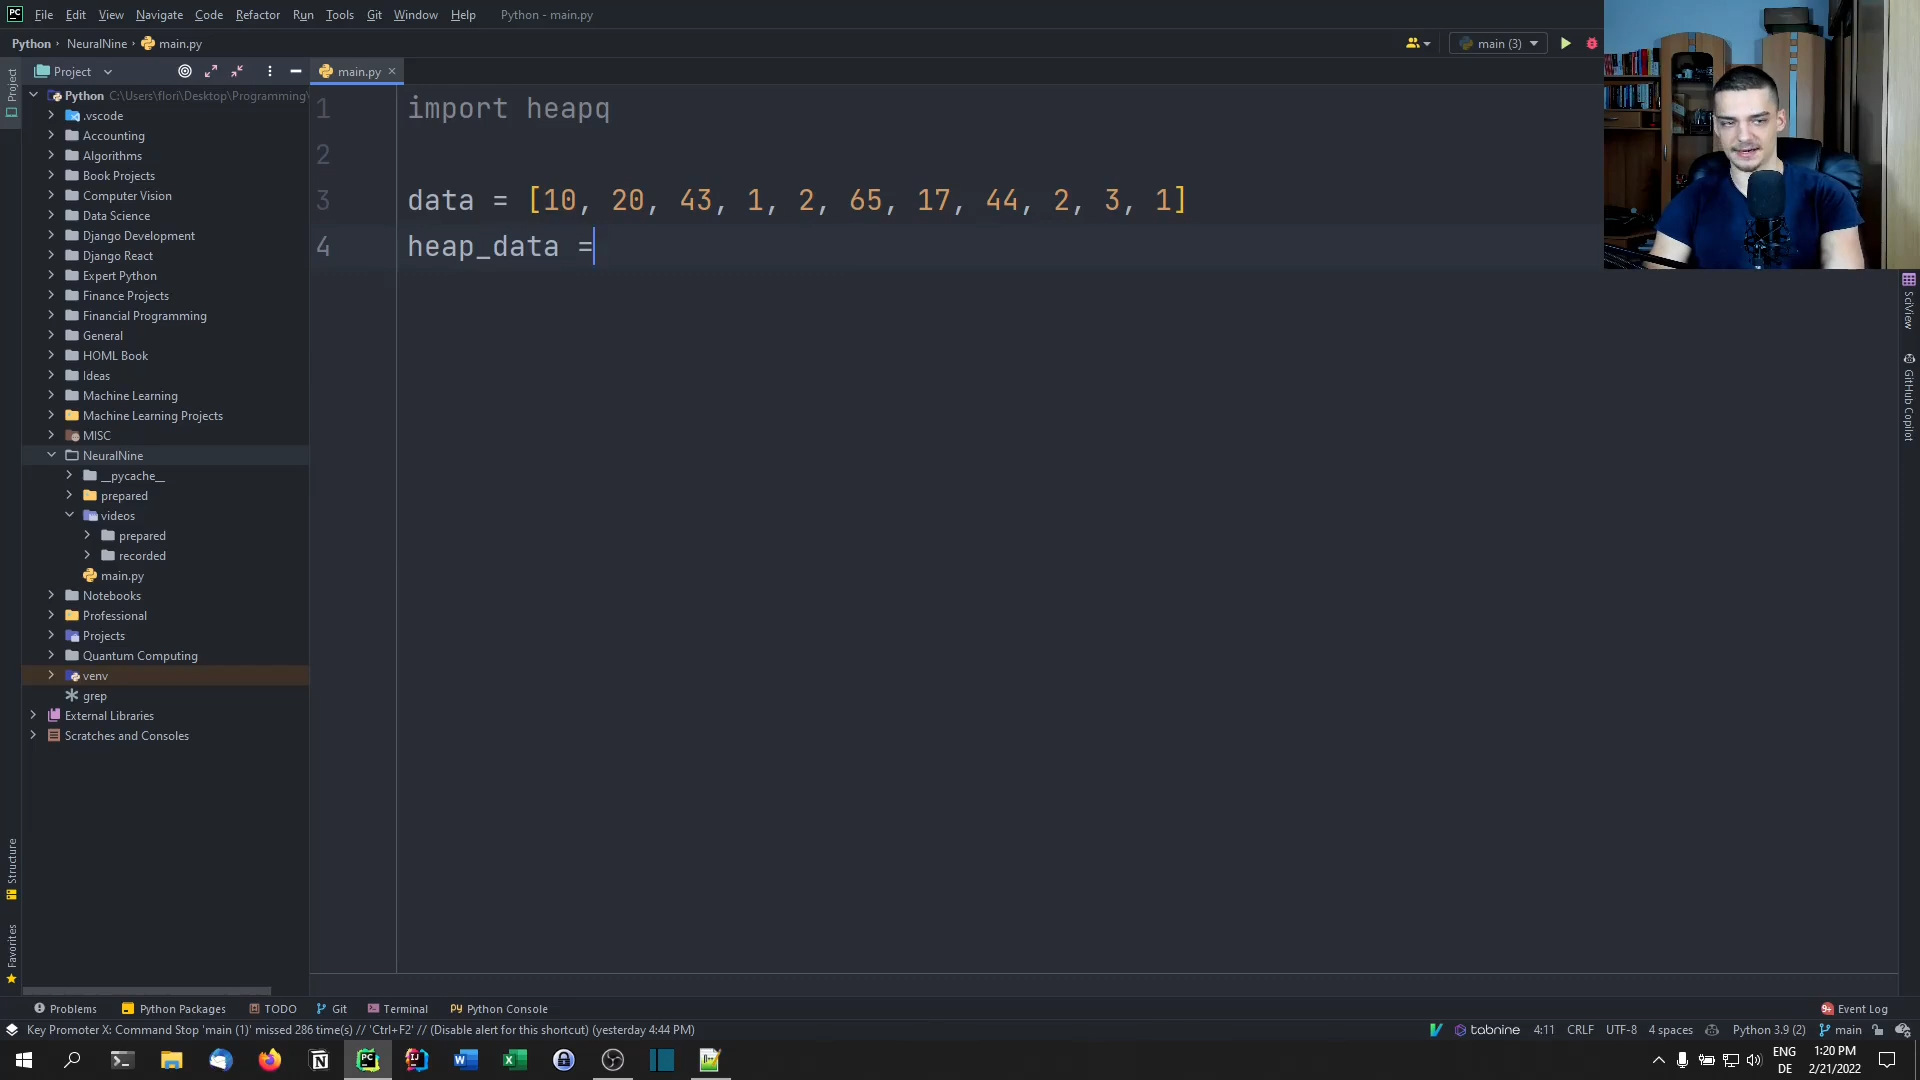 File Edit View Navigate Code Refactor Run Tools Git Window Help Python - main.py
Python NeuralNine main.py main (3)
Project main.py
Project
Python C:\Users\flori\Desktop\Programming\
.vscode
Accounting
Algorithms
Book Projects
Computer Vision
Data Science
Django Development
Django React
Expert Python
Finance Projects
Financial Programming
General
HOML Book
Ideas
Machine Learning
Machine Learning Projects
MISC
NeuralNine
__pycache__
prepared
videos
prepared
recorded
main.py
Notebooks
Professional
Projects
Quantum Computing
venv
grep
External Libraries
Scratches and Consoles
1 import heapq
2
3 data = [10, 20, 43, 1, 2, 65, 17, 44, 2, 3, 1]
4 heap_data =
SciView
GitHub Copilot
Structure
Favorites
Problems Python Packages TODO Git Terminal Python Console Event Log
Key Promoter X: Command Stop 'main (1)' missed 286 time(s) // 'Ctrl+F2' // (Disable alert for this shortcut) (yesterday 4:44 PM) tabnine 4:11 CRLF UTF-8 4 spaces Python 3.9 (2) main
ENG 1:20 PM
DE 2/21/2022